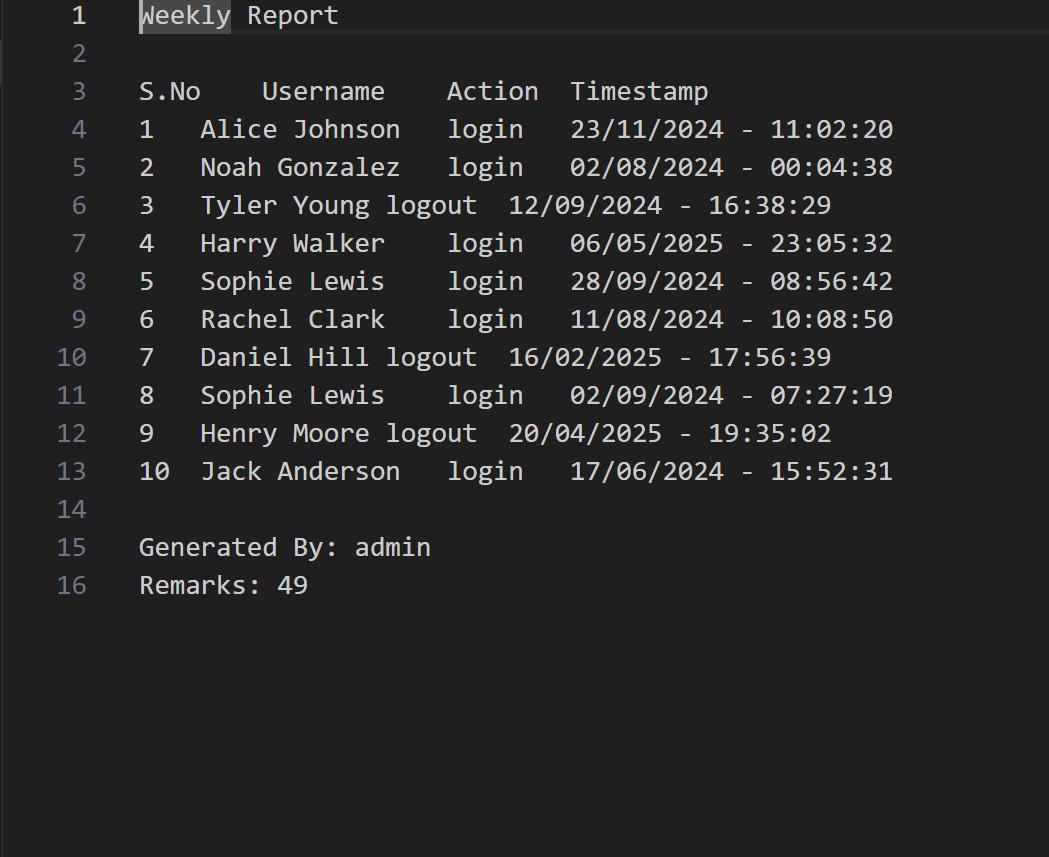 1 Weekly Report
2
3 S.No Username Action Timestamp
4 1 Alice Johnson login 23/11/2024 - 11:02:20
5 2 Noah Gonzalez login 02/08/2024 - 00:04:38
6 3 Tyler Young logout 12/09/2024 - 16:38:29
7 4 Harry Walker login 06/05/2025 - 23:05:32
8 5 Sophie Lewis login 28/09/2024 - 08:56:42
9 6 Rachel Clark login 11/08/2024 - 10:08:50
10 7 Daniel Hill logout 16/02/2025 - 17:56:39
11 8 Sophie Lewis login 02/09/2024 - 07:27:19
12 9 Henry Moore logout 20/04/2025 - 19:35:02
13 10 Jack Anderson login 17/06/2024 - 15:52:31
14
15 Generated By: admin
16 Remarks: 49